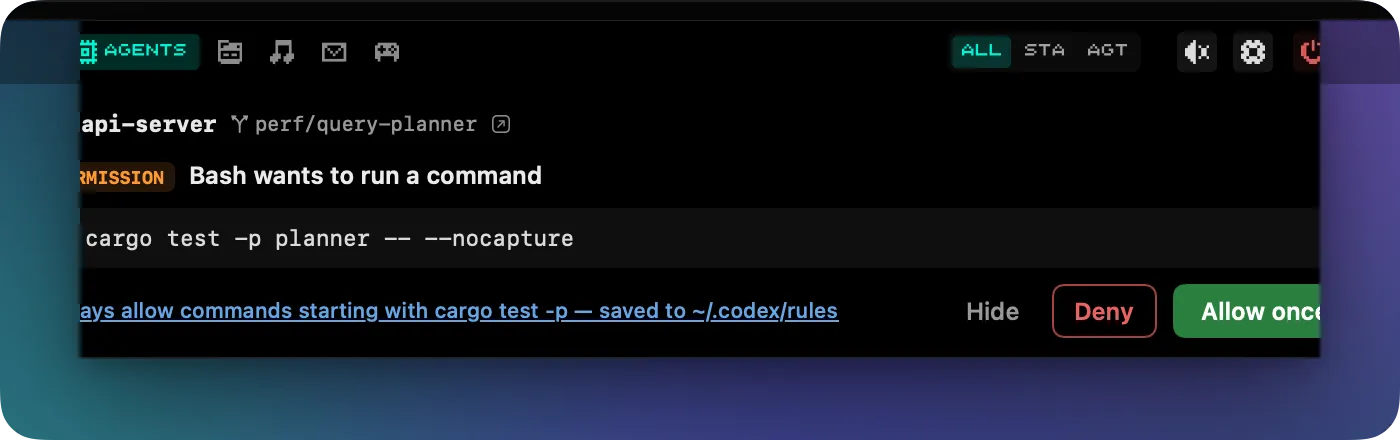 AGENTS ALL STA AGT
api-server perf/query-planner
RMISSION Bash wants to run a command
cargo test -p planner -- --nocapture
ays allow commands starting with cargo test -p — saved to ~/.codex/rules Hide Deny Allow once